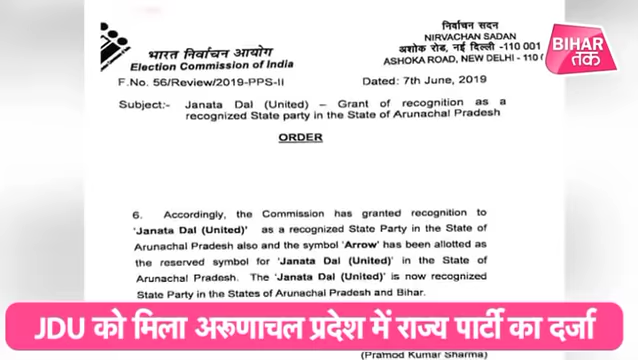 भारत निर्वाचन आयोग
Election Commission of India
निर्वाचन सदन
NIRVACHAN SADAN
अशोक रोड, नई दिल्ली -110 001
ASHOKA ROAD, NEW DELHI - 110
BIHAR
तक
F.No. 56/Review/2019-PPS-II
Dated: 7th June, 2019
Subject:- Janata Dal (United) – Grant of recognition as a
recognized State party in the State of Arunachal Pradesh
ORDER
6. Accordingly, the Commission has granted recognition to
'Janata Dal (United)' as a recognized State Party in the State of
Arunachal Pradesh also and the symbol 'Arrow' has been allotted as
the reserved symbol for 'Janata Dal (United)' in the State of
Arunachal Pradesh. The 'Janata Dal (United)' is now recognized
State Party in the States of Arunachal Pradesh and Bihar.
JDU को मिला अरूणाचल प्रदेश में राज्य पार्टी का दर्जा
(Pramod Kumar Sharma)